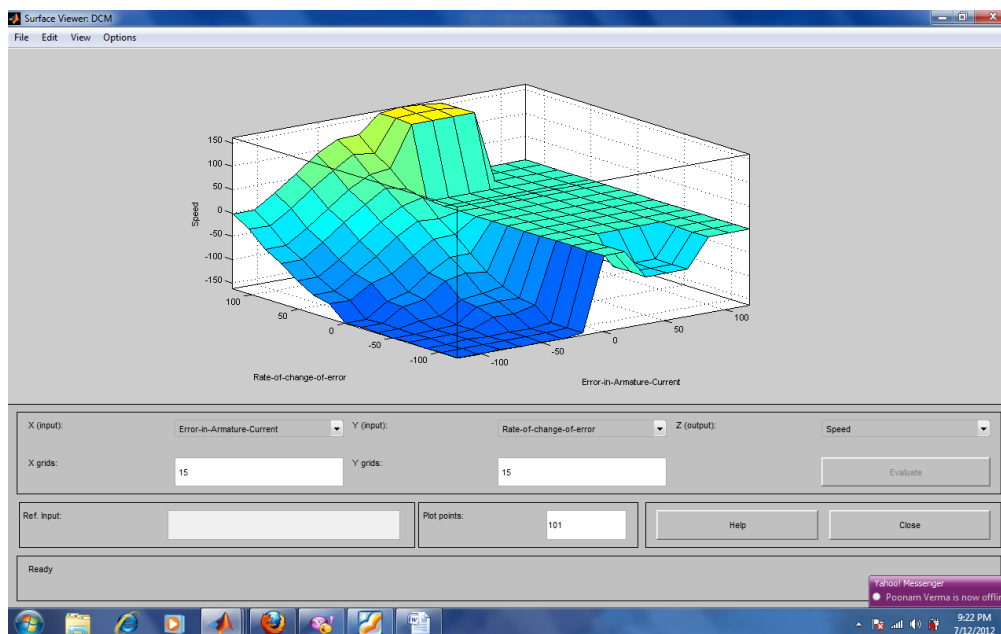 Surface Viewer: DCM
File Edit View Options
150
100
50
0
-50
-100
-150
Speed
100
50
0
-50
-100
Rate-of-change-of-error
-100
-50
0
50
100
Error-in-Armature-Current
X (input): Error-in-Armature-Current Y (input): Rate-of-change-of-error Z (output): Speed
X grids: 15 Y grids: 15 Evaluate
Ref. Input: Plot points: 101 Help Close
Ready
Yahoo! Messenger
Poonam Verma is now offlin
9:22 PM
7/12/2012